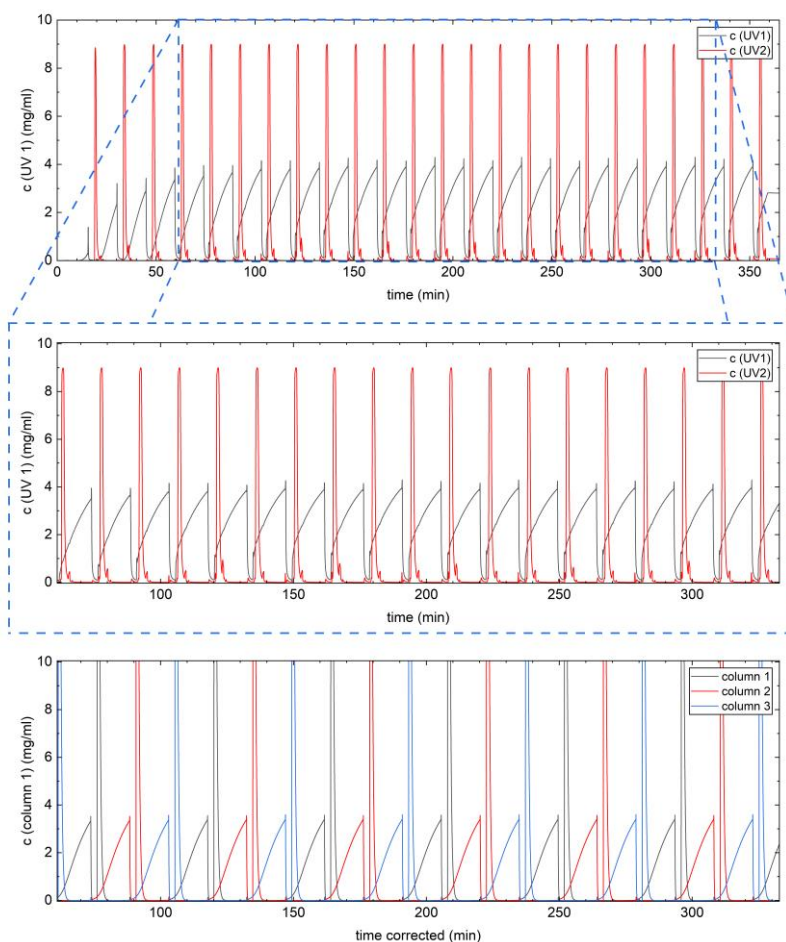 10
8
6
4
2
0
c (UV 1) (mg/ml)
c (UV1)
c (UV2)
0 50 100 150 200 250 300 350
time (min)
10
8
6
4
2
0
c (UV 1) (mg/ml)
c (UV1)
c (UV2)
100 150 200 250 300
time (min)
10
8
6
4
2
0
c (column 1) (mg/ml)
column 1
column 2
column 3
100 150 200 250 300
time corrected (min)